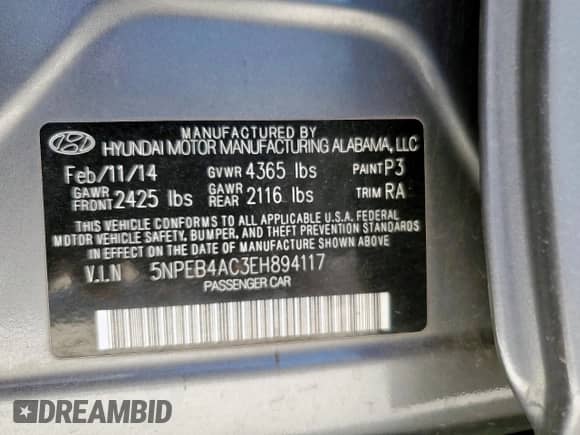 MANUFACTURED BY
HYUNDAI MOTOR MANUFACTURING ALABAMA, LLC
Feb/11/14 GVWR 4365 lbs PAINT P3
GAWR FRONT 2425 lbs GAWR REAR 2116 lbs TRIM RA
THIS VEHICLE CONFORMS TO ALL APPLICABLE U.S.A. FEDERAL
MOTOR VEHICLE SAFETY, BUMPER, AND THEFT PREVENTION STANDARDS
IN EFFECT ON THE DATE OF MANUFACTURE SHOWN ABOVE.
V.I.N 5NPEB4AC3EH894117
PASSENGER CAR
DREAMBID